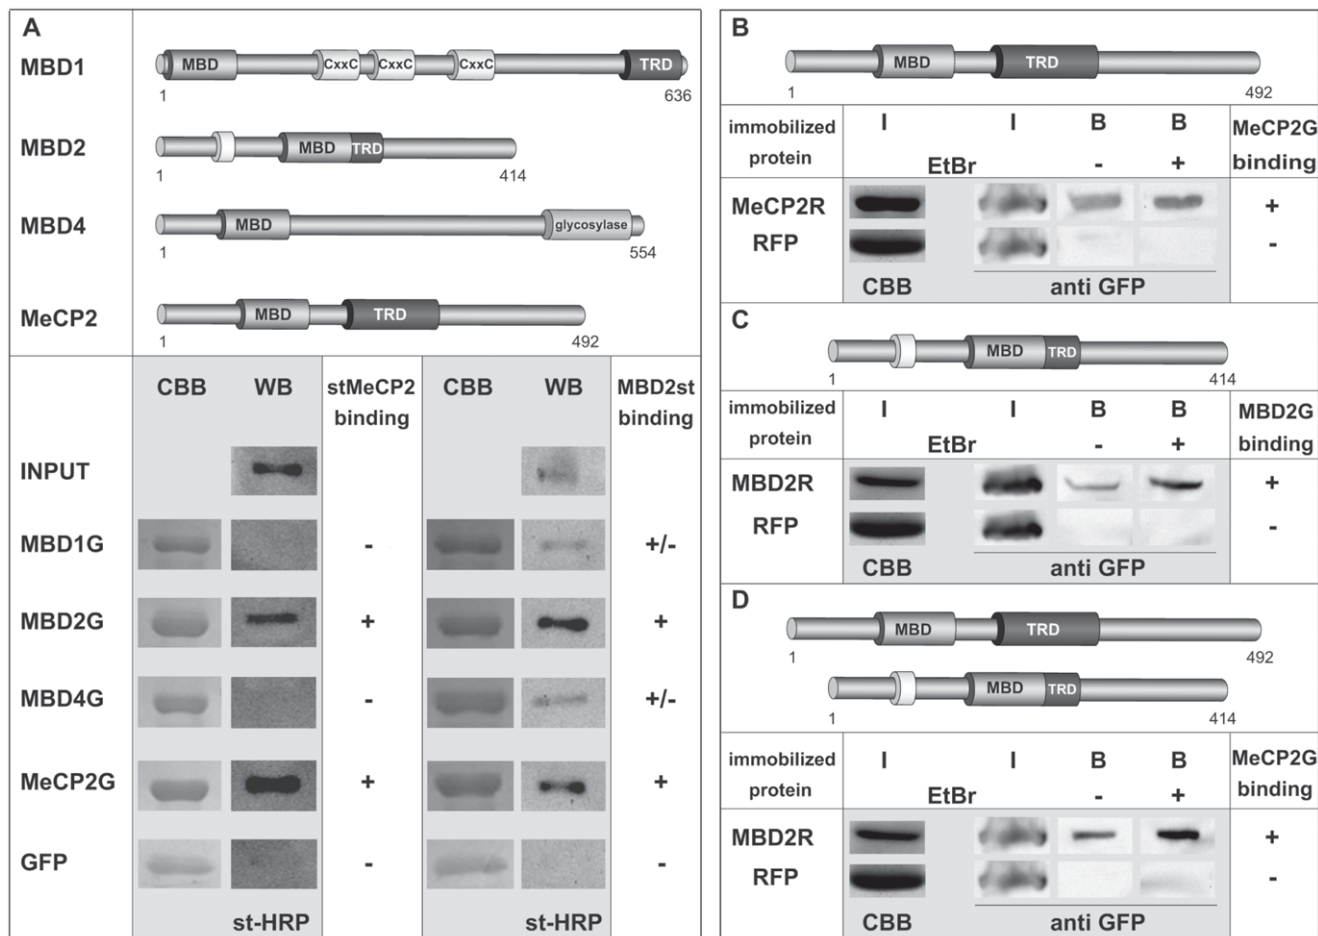 A
MBD1
MBD CxxC CxxC CxxC TRD
1 636
MBD2
MBD TRD
1 414
MBD4
MBD glycosylase
1 554
MeCP2
MBD TRD
1 492
CBB WB stMeCP2 CBB WB MBD2st
binding binding
INPUT
MBD1G - +/-
MBD2G + +
MBD4G - +/-
MeCP2G + +
GFP - -
st-HRP st-HRP
B
MBD TRD
1 492
immobilized I I B B MeCP2G
protein EtBr - + binding
MeCP2R +
RFP -
CBB anti GFP
C
MBD TRD
1 414
immobilized I I B B MBD2G
protein EtBr - + binding
MBD2R +
RFP -
CBB anti GFP
D
MBD TRD
1 492
MBD TRD
1 414
immobilized I I B B MeCP2G
protein EtBr - + binding
MBD2R +
RFP -
CBB anti GFP